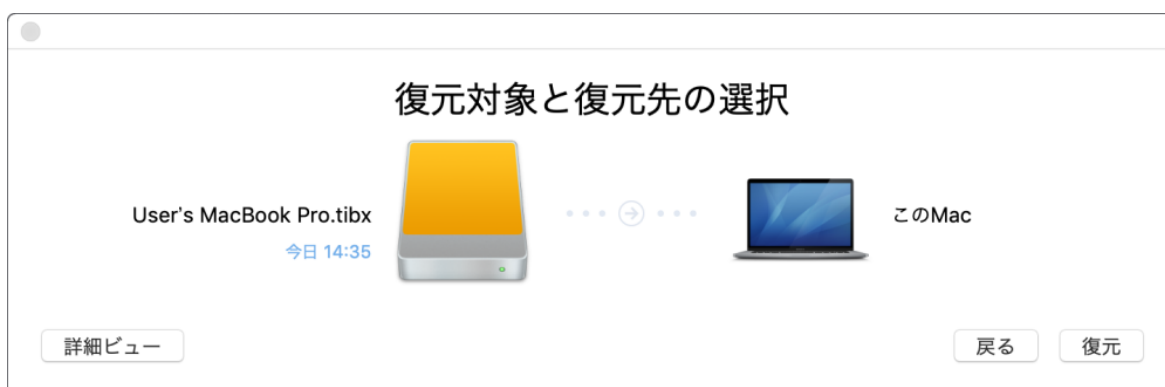 復元対象と復元先の選択
User's MacBook Pro.tibx
今日 14:35
このMac
詳細ビュー
戻る
復元